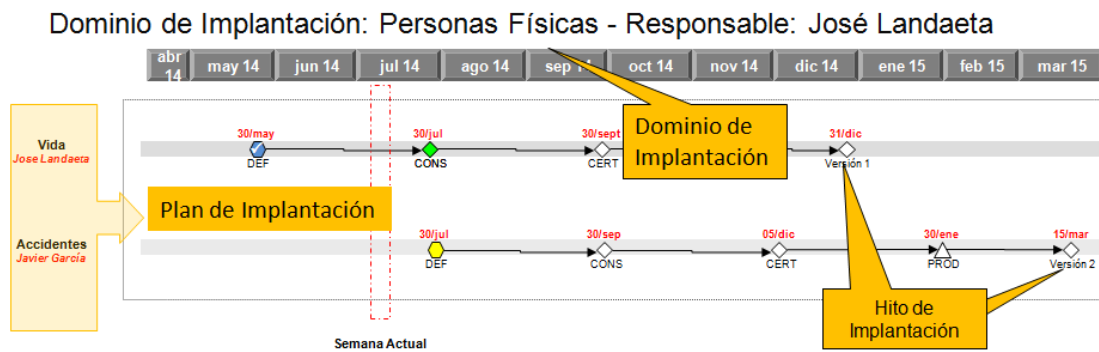 Dominio de Implantación: Personas Físicas - Responsable: José Landaeta
abr 14 may 14 jun 14 jul 14 ago 14 sep 14 oct 14 nov 14 dic 14 ene 15 feb 15 mar 15
Vida
Jose Landaeta
30/may 30/jul 30/sept 31/dic
DEF CONS CERT Versión 1
Dominio de
Implantación
Plan de Implantación
Accidentes
Javier García
30/jul 30/sep 05/dic 30/ene 15/mar
DEF CONS CERT PROD Versión 2
Hito de
Implantación
Semana Actual